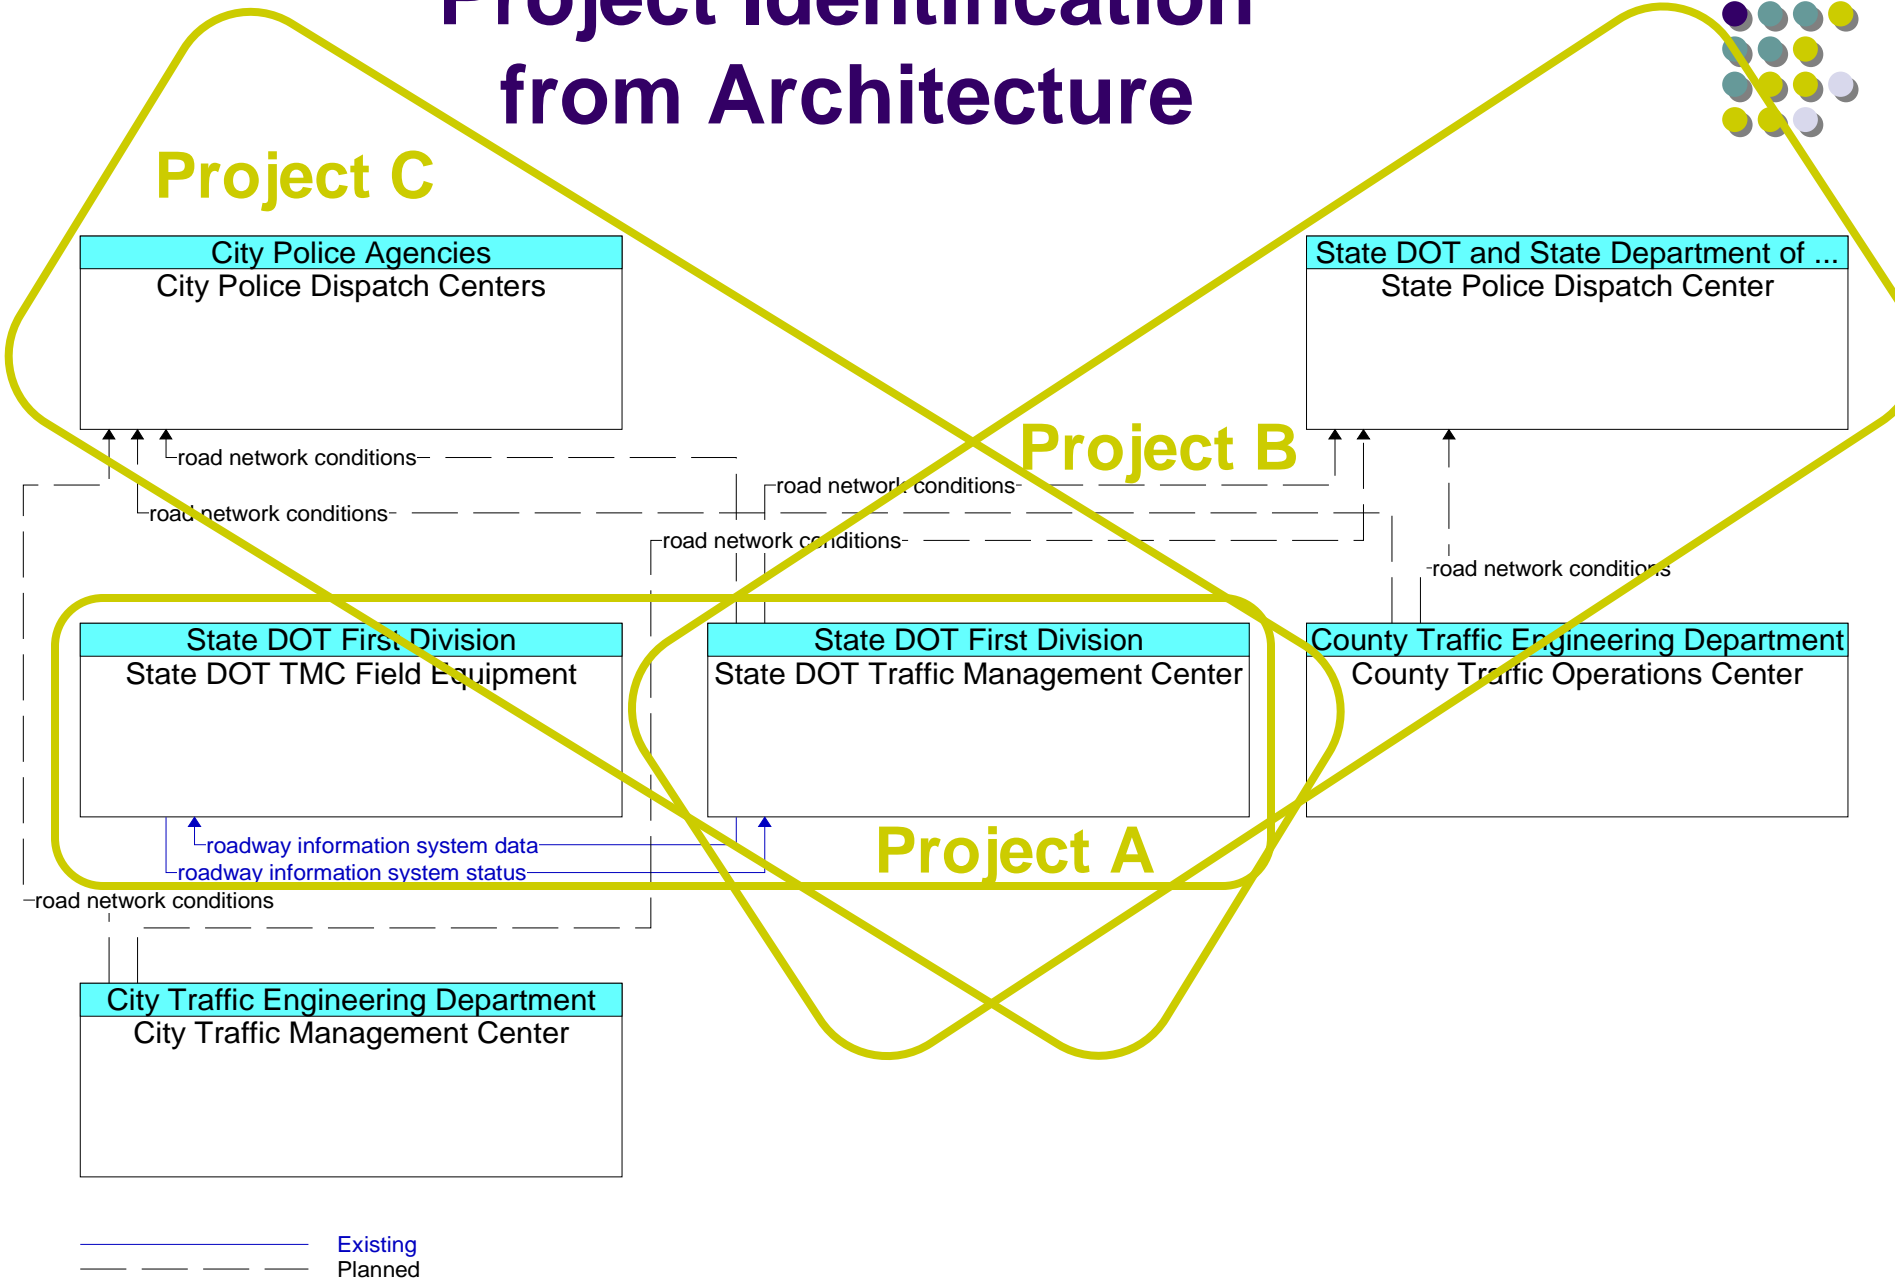 Project Identification
from Architecture
Project C
City Police Agencies
City Police Dispatch Centers
State DOT and State Department of ...
State Police Dispatch Center
Project B
road network conditions
road network conditions
road network conditions
road network conditions
road network conditions
State DOT First Division
State DOT TMC Field Equipment
State DOT First Division
State DOT Traffic Management Center
County Traffic Engineering Department
County Traffic Operations Center
Project A
roadway information system data
roadway information system status
road network conditions
City Traffic Engineering Department
City Traffic Management Center
Existing
Planned